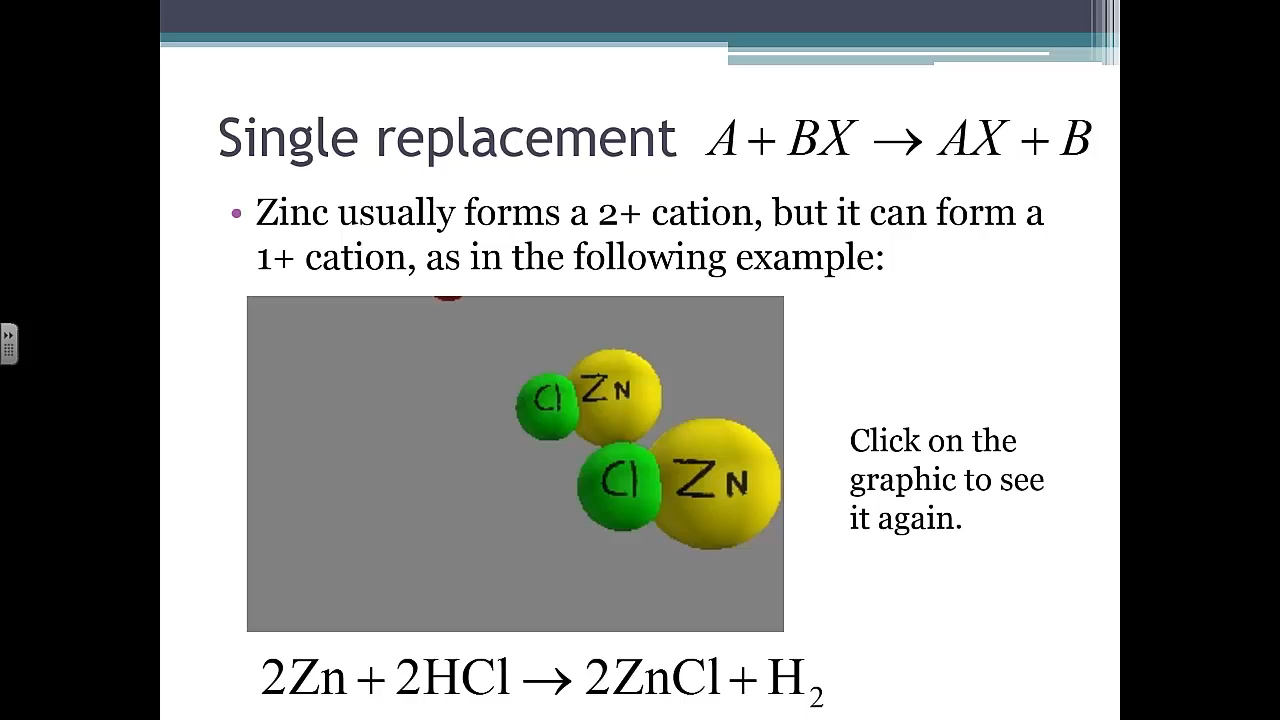 Single replacement A + BX → AX + B
• Zinc usually forms a 2+ cation, but it can form a
1+ cation, as in the following example:
Cl Zn
Cl Zn
Click on the
graphic to see
it again.
2Zn + 2HCl → 2ZnCl + H₂